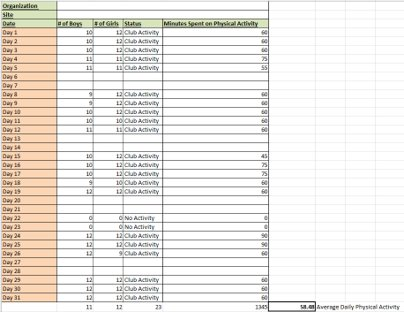 Organization
Site
Date # of Boys # of Girls Status Minutes Spent on Physical Activity
Day 1 10 12 Club Activity 60
Day 2 10 12 Club Activity 60
Day 3 10 12 Club Activity 60
Day 4 11 11 Club Activity 75
Day 5 11 11 Club Activity 55
Day 6
Day 7
Day 8 9 12 Club Activity 60
Day 9 9 12 Club Activity 60
Day 10 11 12 Club Activity 60
Day 11 10 10 Club Activity 60
Day 12 11 11 Club Activity 60
Day 13
Day 14
Day 15 10 12 Club Activity 45
Day 16 10 12 Club Activity 75
Day 17 10 12 Club Activity 75
Day 18 9 10 Club Activity 60
Day 19 12 12 Club Activity 60
Day 20
Day 21
Day 22 0 0 No Activity 0
Day 23 0 0 No Activity 0
Day 24 12 12 Club Activity 90
Day 25 12 12 Club Activity 90
Day 26 12 9 Club Activity 60
Day 27
Day 28
Day 29 12 12 Club Activity 60
Day 30 12 12 Club Activity 60
Day 31 12 12 Club Activity 60
11 12 23 1345 58.48 Average Daily Physical Activity